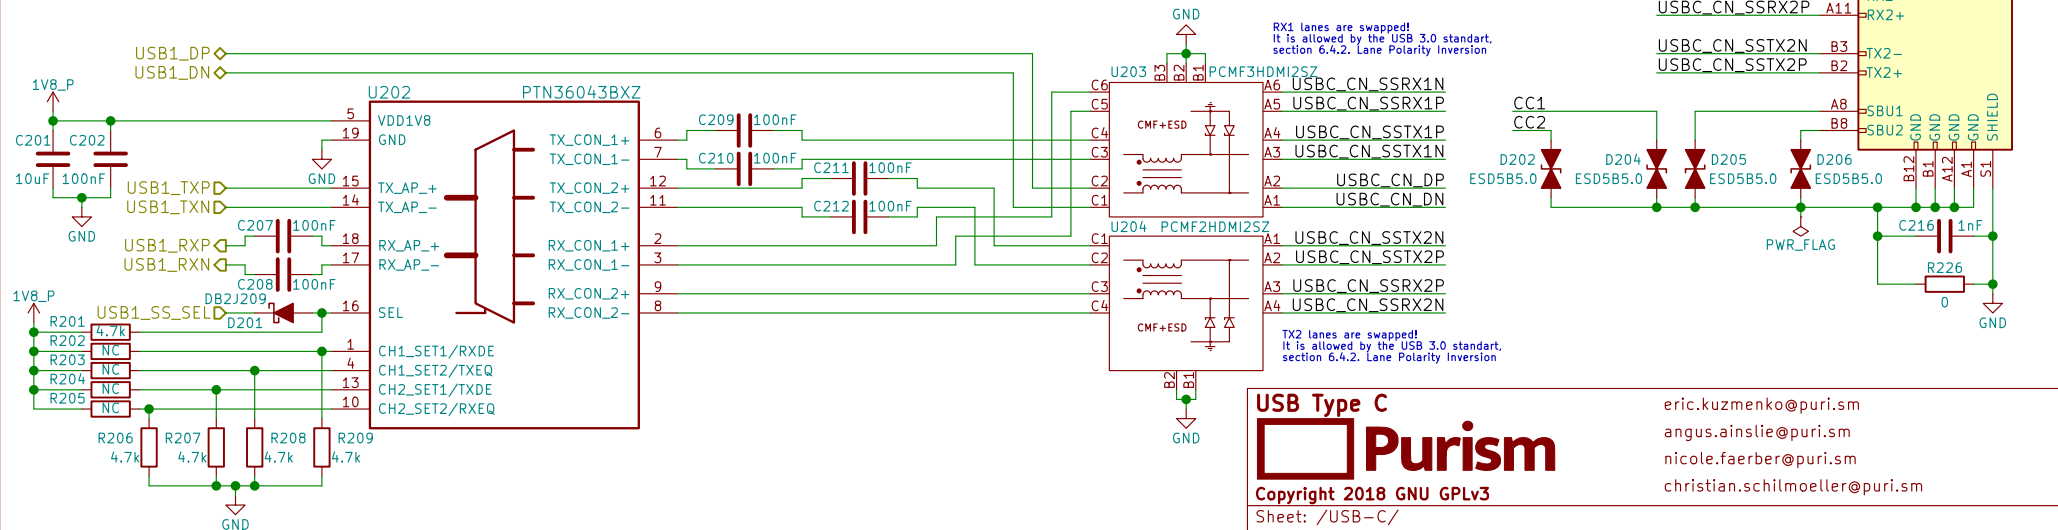 USB1_DP
USB1_DN
1V8_P
C201
10uF
C202
100nF
GND
USB1_TXP
USB1_TXN
USB1_RXP
USB1_RXN
C207
100nF
C208
100nF
USB1_SS_SEL
DB2J209
D201
1V8_P
R201
4.7k
R202
NC
R203
NC
R204
NC
R205
NC
R206
4.7k
R207
4.7k
R208
4.7k
R209
4.7k
GND
GND
U202
PTN36043BXZ
5 VDD1V8
19 GND
15 TX_AP_+
14 TX_AP_-
18 RX_AP_+
17 RX_AP_-
16 SEL
1 CH1_SET1/RXDE
4 CH1_SET2/TXEQ
13 CH2_SET1/TXDE
10 CH2_SET2/RXEQ
TX_CON_1+ 6
TX_CON_1- 7
TX_CON_2+ 12
TX_CON_2- 11
RX_CON_1+ 2
RX_CON_1- 3
RX_CON_2+ 9
RX_CON_2- 8
C209
100nF
C210
100nF
C211
100nF
C212
100nF
GND
B3
B2
B1
U203
PCMF3HDMI2SZ
C6
C5
C4
C3
C2
C1
CMF+ESD
A6 USBC_CN_SSRX1N
A5 USBC_CN_SSRX1P
A4 USBC_CN_SSTX1P
A3 USBC_CN_SSTX1N
A2 USBC_CN_DP
A1 USBC_CN_DN
RX1 lanes are swapped!
It is allowed by the USB 3.0 standart,
section 6.4.2. Lane Polarity Inversion
U204
PCMF2HDMI2SZ
C1
C2
C3
C4
CMF+ESD
A1 USBC_CN_SSTX2N
A2 USBC_CN_SSTX2P
A3 USBC_CN_SSRX2P
A4 USBC_CN_SSRX2N
B2
B1
GND
TX2 lanes are swapped!
It is allowed by the USB 3.0 standart,
section 6.4.2. Lane Polarity Inversion
USBC_CN_SSRX2P A11 RX2+
USBC_CN_SSTX2N B3 TX2-
USBC_CN_SSTX2P B2 TX2+
A8 SBU1
B8 SBU2
GND
GND
GND
GND
SHIELD
B12
B1
A12
A1
S1
CC1
CC2
D202
ESD5B5.0
D204
ESD5B5.0
D205
ESD5B5.0
D206
ESD5B5.0
PWR_FLAG
C216
1nF
R226
0
GND
USB Type C
Purism
Copyright 2018 GNU GPLv3
Sheet: /USB-C/
eric.kuzmenko@puri.sm
angus.ainslie@puri.sm
nicole.faerber@puri.sm
christian.schilmoeller@puri.sm